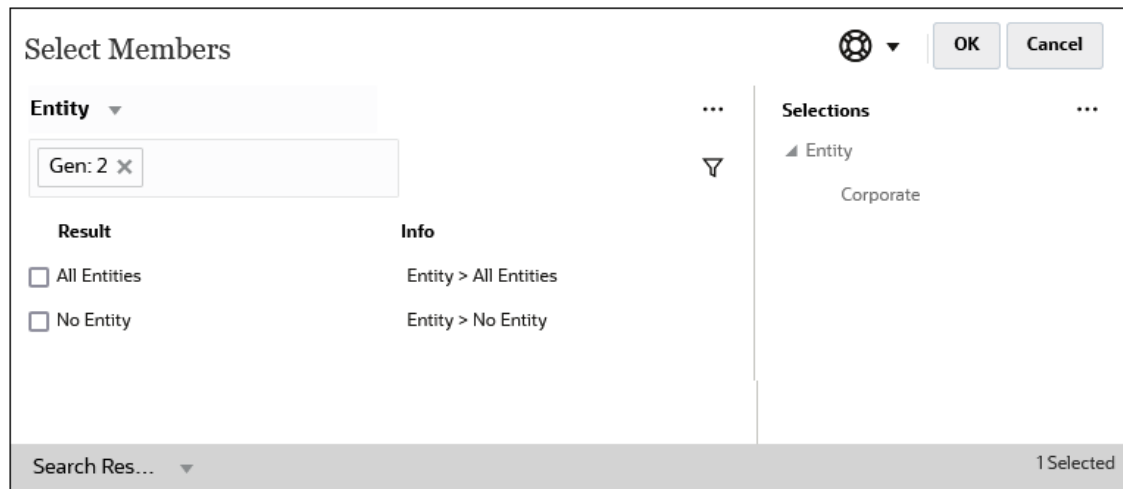 Select Members
OK
Cancel
Entity
...
Gen: 2
Result
Info
All Entities
Entity > All Entities
No Entity
Entity > No Entity
Selections
...
Entity
Corporate
Search Res...
1 Selected